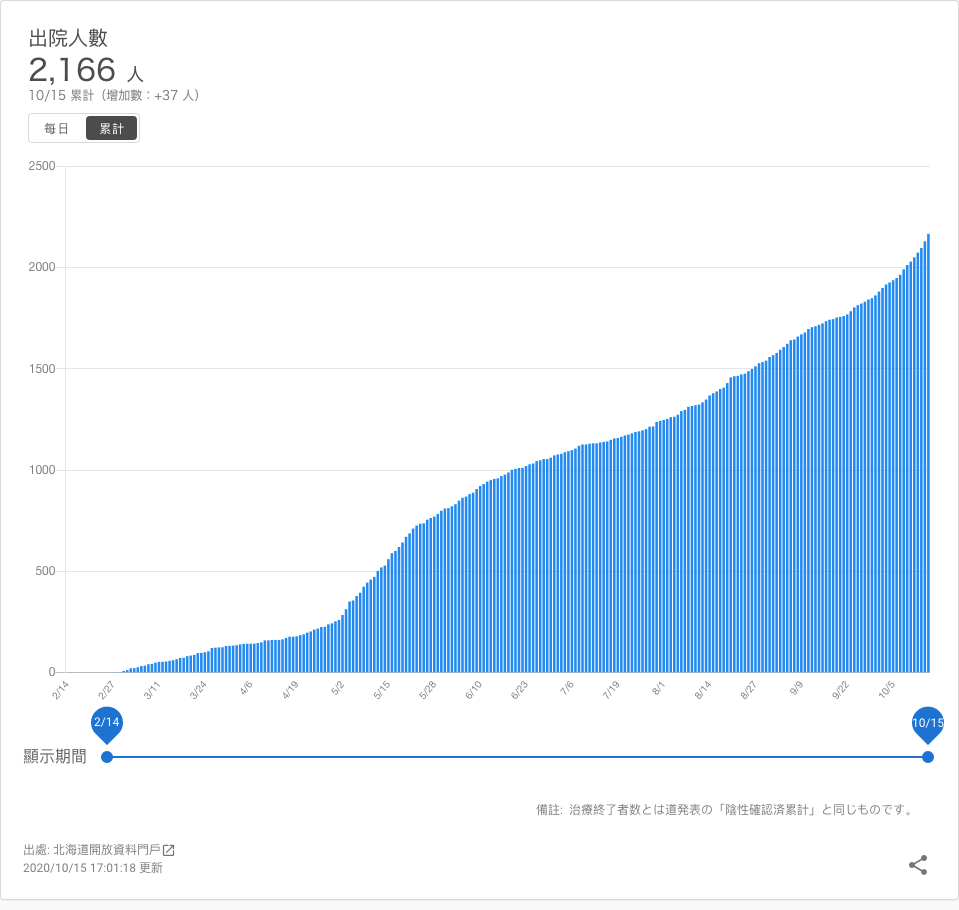 出院人數
2,166 人
10/15 累計（增加數：+37 人）
每日 累計
2500
2000
1500
1000
500
0
2/14 2/27 3/11 3/24 4/6 4/19 5/2 5/15 5/28 6/10 6/23 7/6 7/19 8/1 8/14 8/27 9/9 9/22 10/5
2/14 10/15
顯示期間
備註: 治療終了者数とは道発表の「陰性確認済累計」と同じものです。
出處: 北海道開放資料門戶
2020/10/15 17:01:18 更新